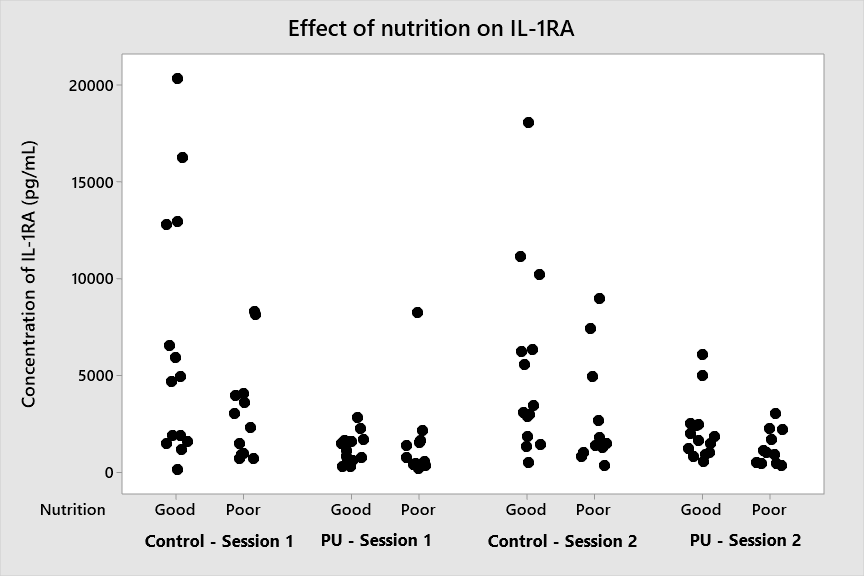 Effect of nutrition on IL-1RA
Concentration of IL-1RA (pg/mL)
20000
15000
10000
5000
0
Nutrition Good Poor Good Poor Good Poor Good Poor
Control - Session 1 PU - Session 1 Control - Session 2 PU - Session 2